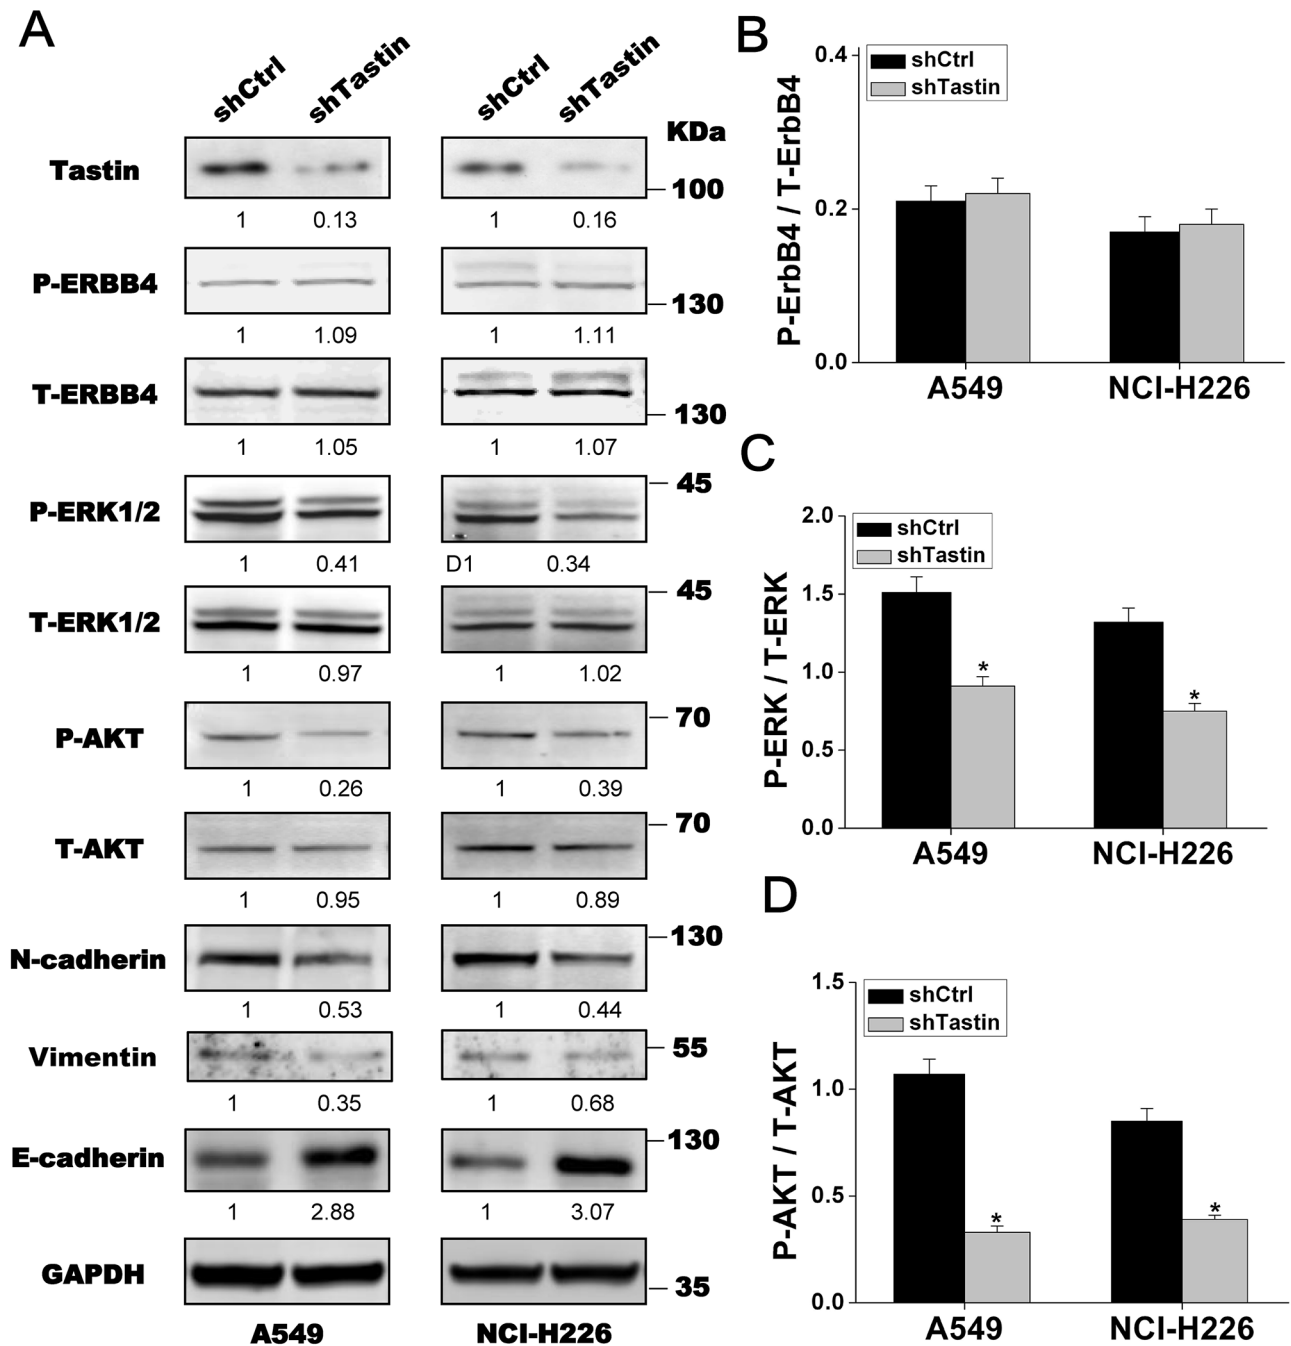 A
shCtrl shTastin shCtrl shTastin
KDa
Tastin
100
1 0.13 1 0.16
P-ERBB4
130
1 1.09 1 1.11
T-ERBB4
130
1 1.05 1 1.07
P-ERK1/2
45
1 0.41 D1 0.34
T-ERK1/2
45
1 0.97 1 1.02
P-AKT
70
1 0.26 1 0.39
T-AKT
70
1 0.95 1 0.89
N-cadherin
130
1 0.53 1 0.44
Vimentin
55
1 0.35 1 0.68
E-cadherin
130
1 2.88 1 3.07
GAPDH
35
A549 NCI-H226
B
P-ErbB4 / T-ErbB4
0.4
0.2
0.0
shCtrl
shTastin
A549 NCI-H226
C
P-ERK / T-ERK
2.0
1.5
1.0
0.5
0.0
shCtrl
shTastin
* *
A549 NCI-H226
D
P-AKT / T-AKT
1.5
1.0
0.5
0.0
shCtrl
shTastin
* *
A549 NCI-H226